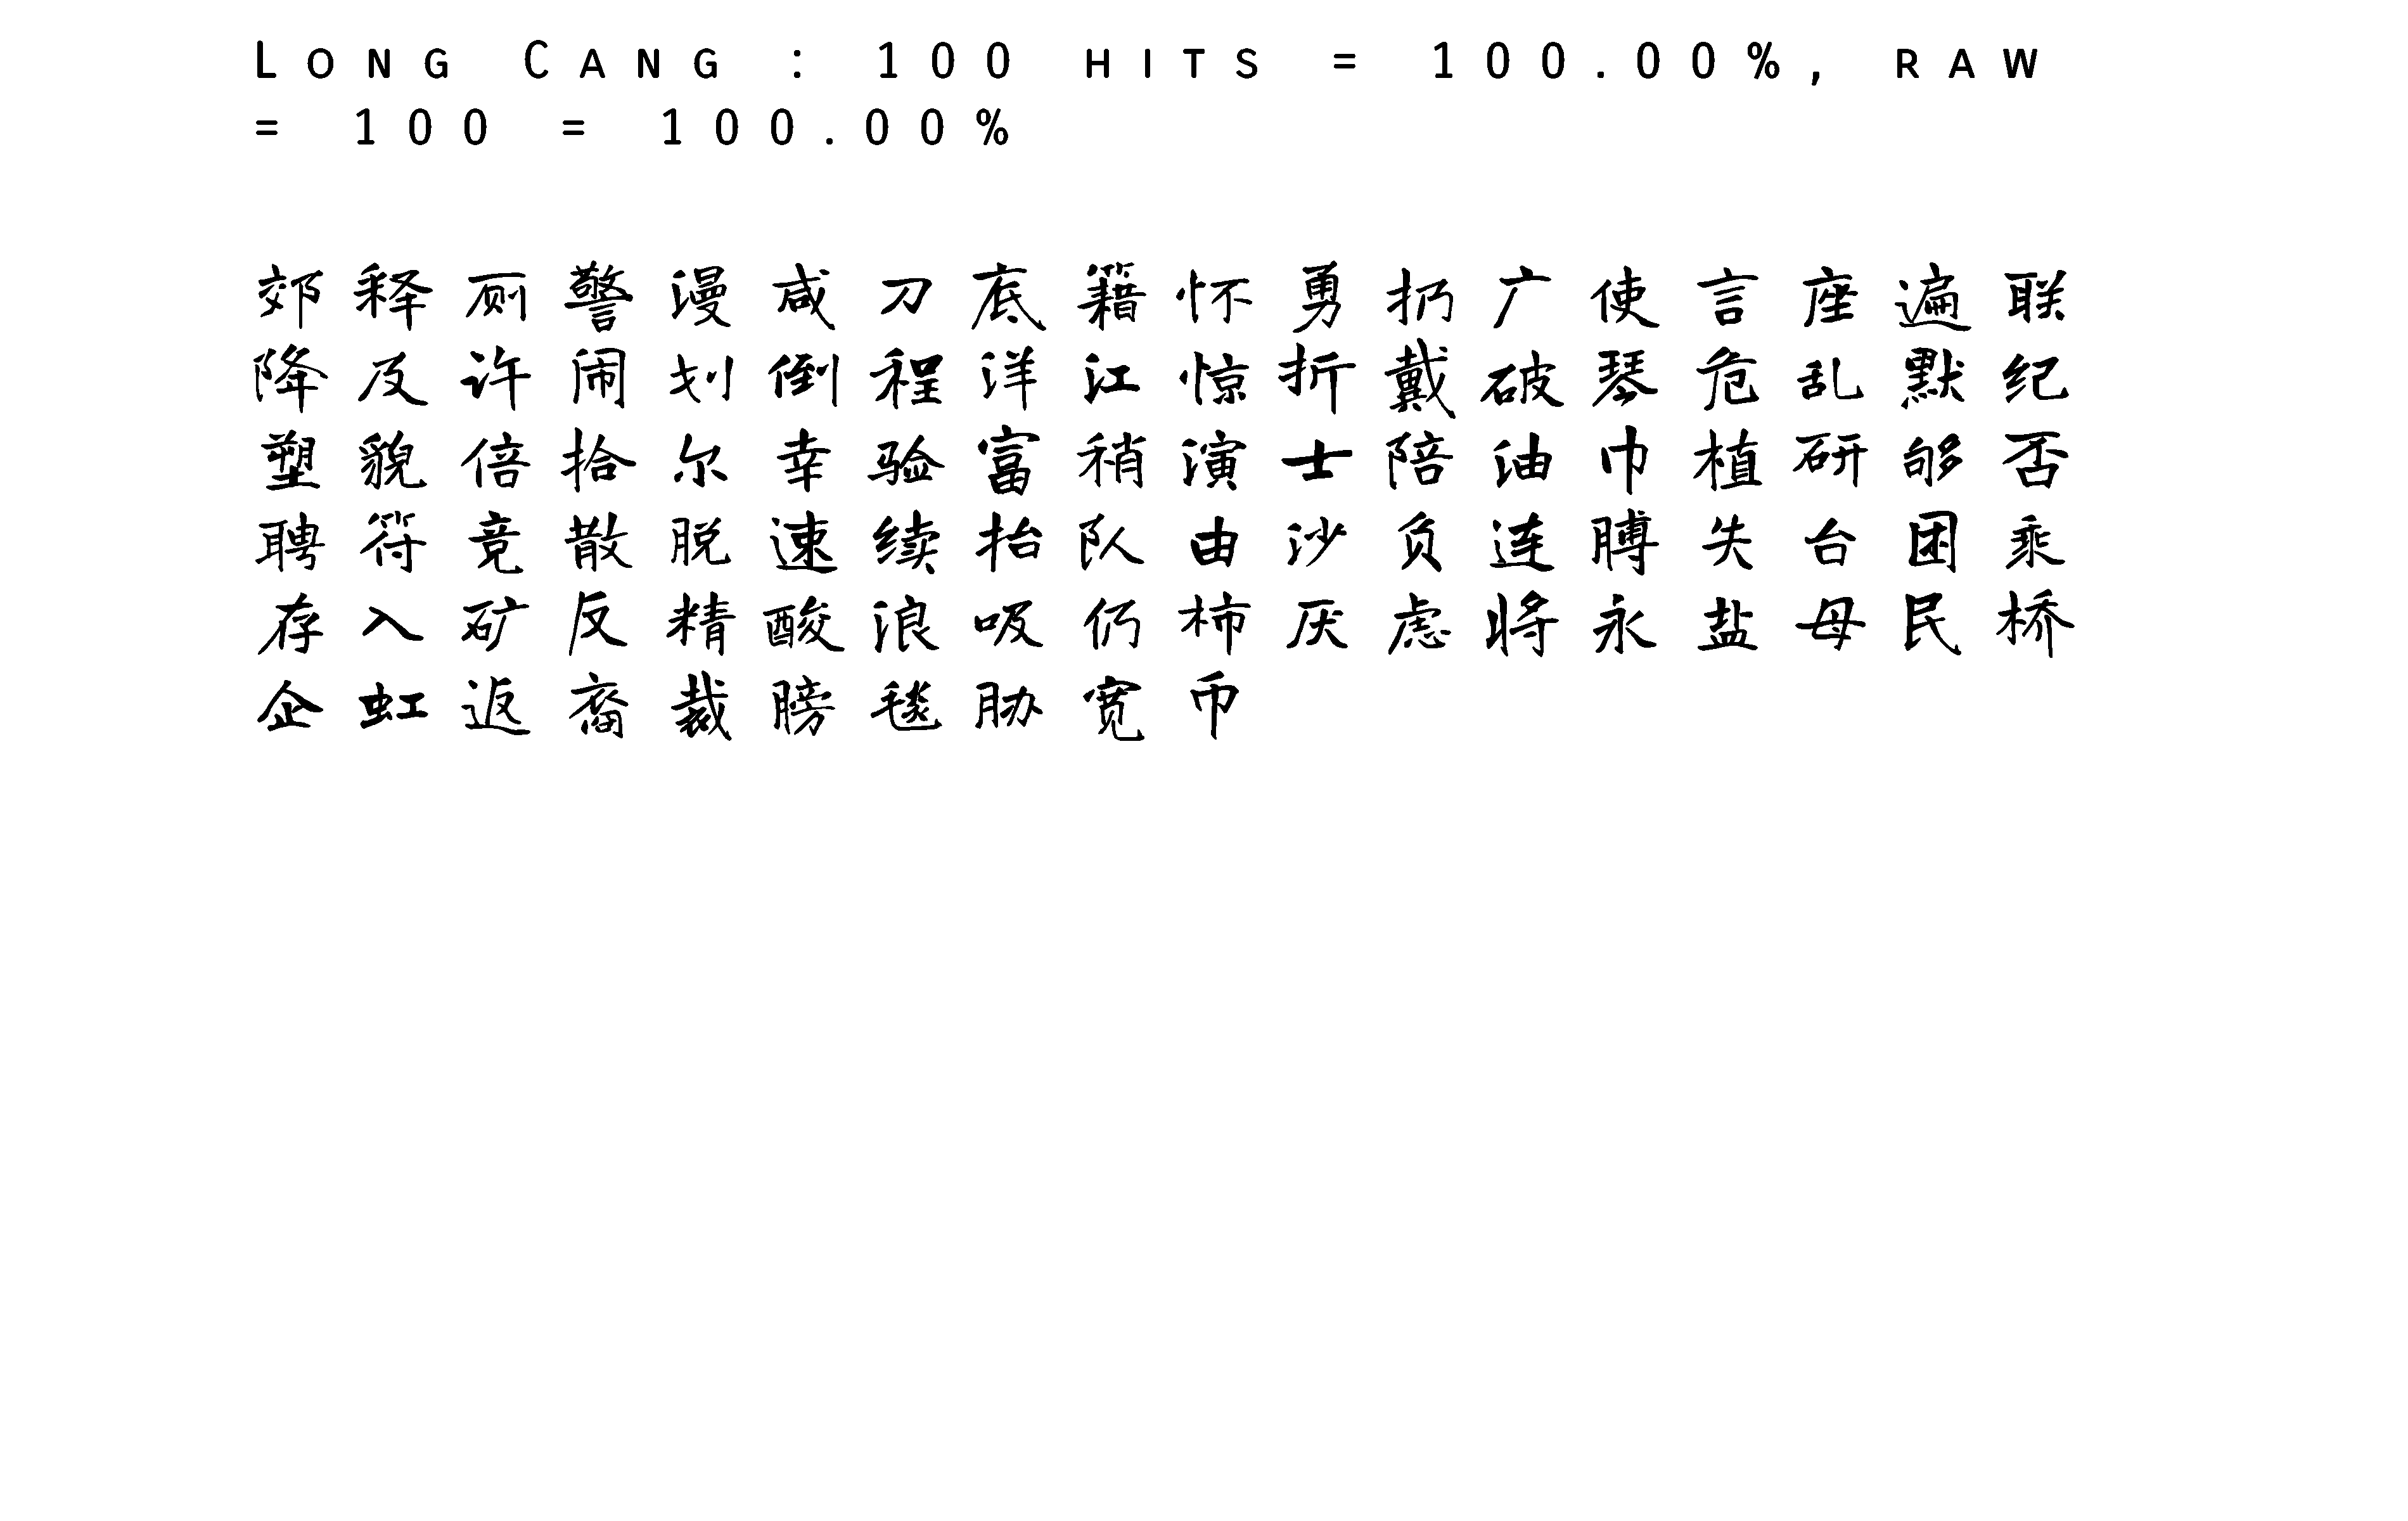 Long Cang : 100 hits = 100.00%, raw
= 100 = 100.00%
郊释厕警漫咸刀底籍怀勇扔广使言座遍联
降及许闹划倒程洋江惊折戴破琴危乱默纪
塑貌倍拾尔幸验富稍演士陪油巾植研够否
聘符竟散脱速续抬队由沙负连膊失台困乘
存入矿反精酸浪吸仍柿厌虑将永盐母民桥
企虹返裔裁膀毯胁宽币